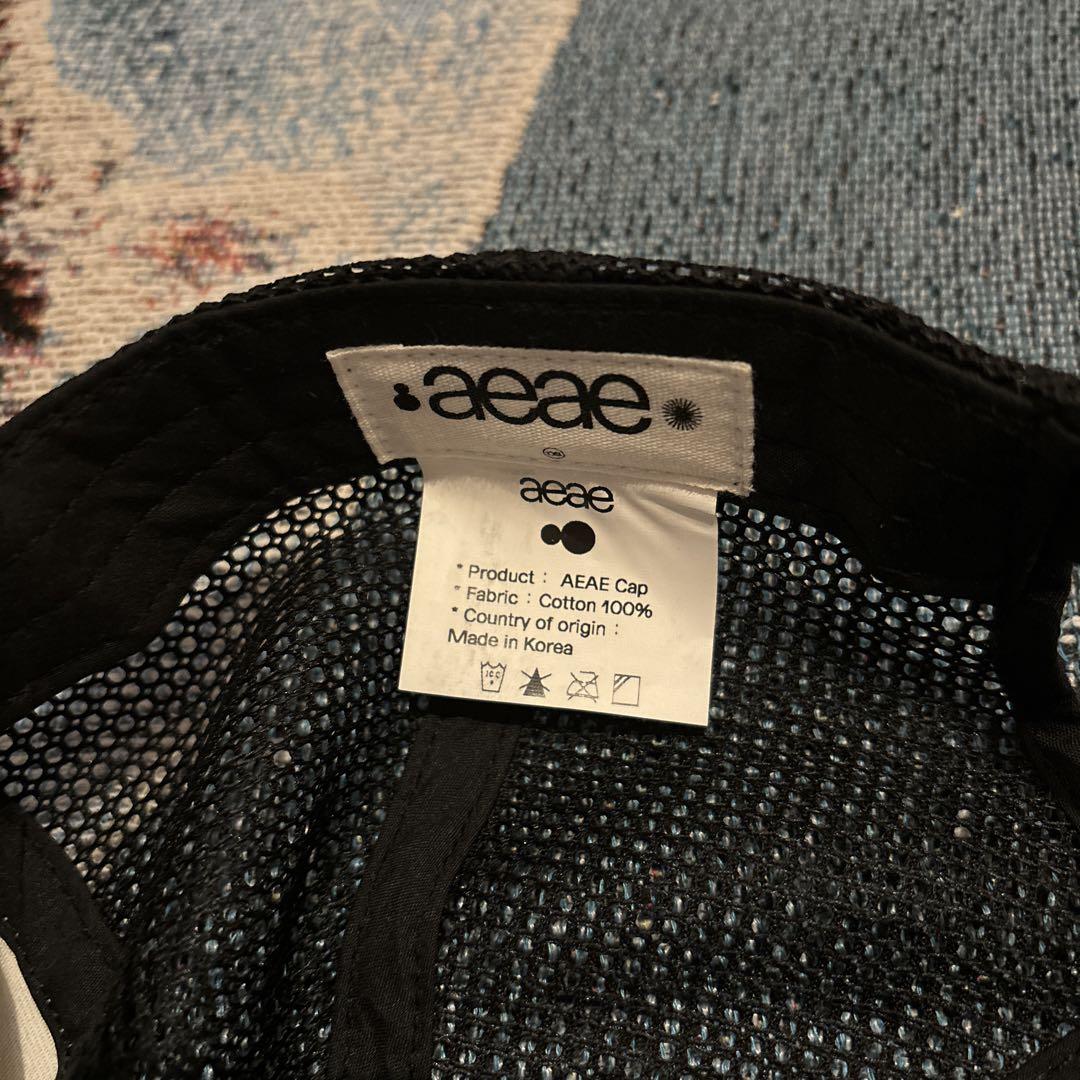 aeae
aeae
* Product : AEAE Cap
* Fabric : Cotton 100%
* Country of origin :
Made in Korea